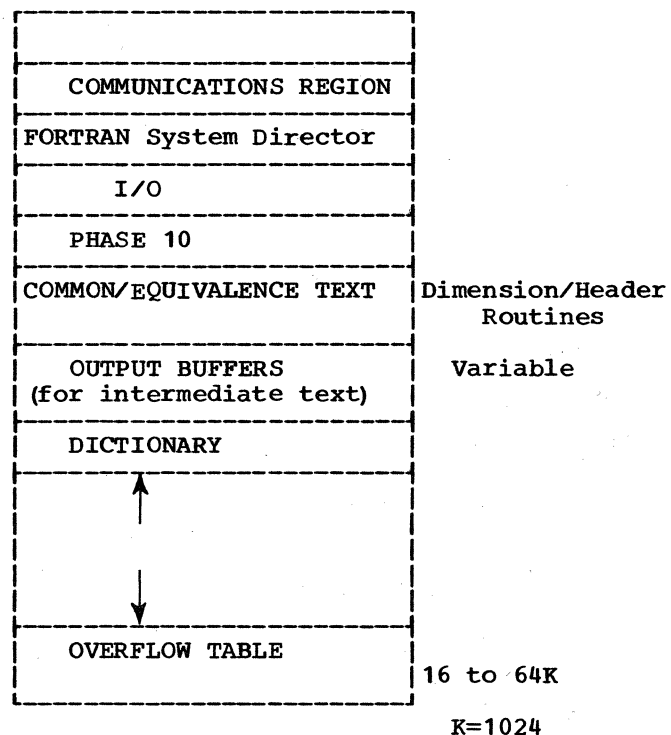 COMMUNICATIONS REGION
FORTRAN System Director
I/O
PHASE 10
COMMON/EQUIVALENCE TEXT Dimension/Header
Routines
OUTPUT BUFFERS Variable
(for intermediate text)
DICTIONARY
OVERFLOW TABLE
16 to 64K
K=1024